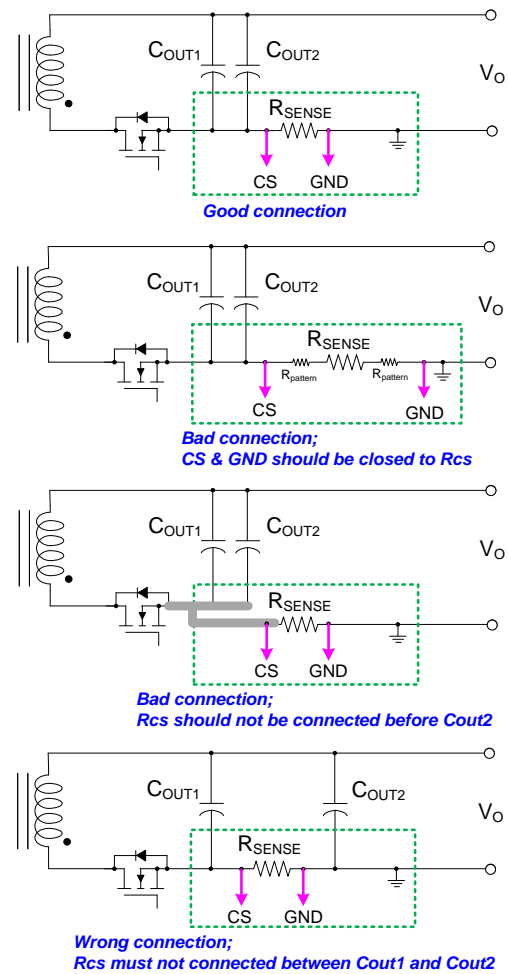 COUT1 COUT2
VO
RSENSE
CS GND
Good connection
COUT1 COUT2
VO
RSENSE
Rpattern Rpattern
CS GND
Bad connection;
CS & GND should be closed to Rcs
COUT1 COUT2
VO
RSENSE
CS GND
Bad connection;
Rcs should not be connected before Cout2
COUT1 COUT2
VO
RSENSE
CS GND
Wrong connection;
Rcs must not connected between Cout1 and Cout2